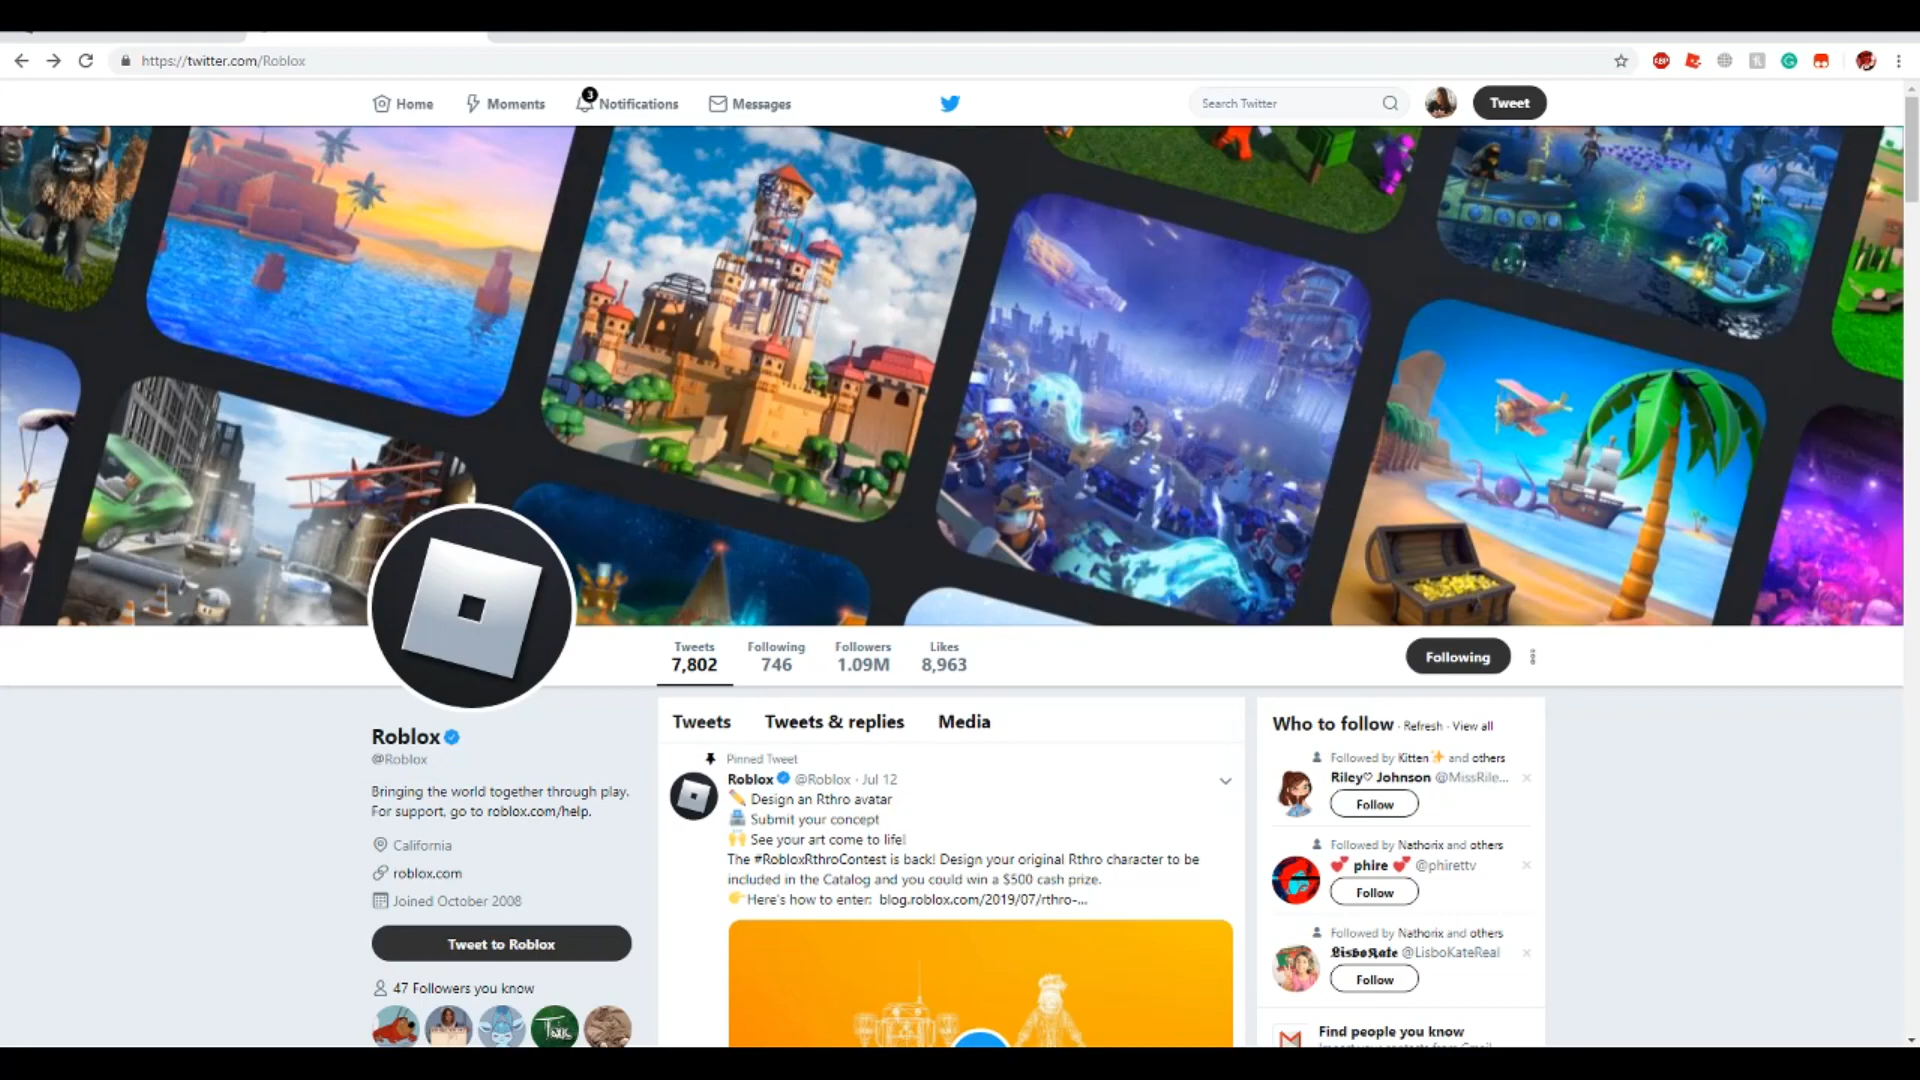 https://twitter.com/Roblox
ABP
Home
Moments
3
Notifications
Messages
Search Twitter
Tweet
Tweets
7,802
Following
746
Followers
1.09M
Likes
8,963
Following
Roblox
@Roblox
Bringing the world together through play.
For support, go to roblox.com/help.
California
roblox.com
Joined October 2008
Tweet to Roblox
47 Followers you know
Toxic
Tweets
Tweets & replies
Media
Pinned Tweet
Roblox @Roblox · Jul 12
✏️ Design an Rthro avatar
Submit your concept
🙌 See your art come to life!
The #RobloxRthroContest is back! Design your original Rthro character to be
included in the Catalog and you could win a $500 cash prize.
👉Here's how to enter: blog.roblox.com/2019/07/rthro-...
Who to follow · Refresh · View all
Followed by Kitten✨ and others
Riley♡ Johnson @MissRile...
Follow
Followed by Nathorix and others
💕 phire 💕 @phirettv
Follow
Followed by Nathorix and others
𝕷𝖎𝖘𝖇𝖔𝕶𝖆𝖙𝖊 @LisboKateReal
Follow
Find people you know